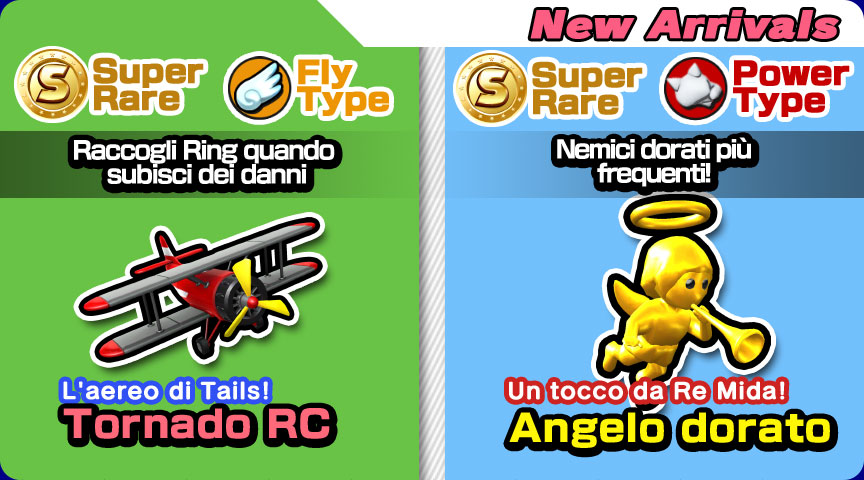 New Arrivals
S Super Rare
Fly Type
Raccogli Ring quando
subisci dei danni
L'aereo di Tails!
Tornado RC
S Super Rare
Power Type
Nemici dorati più
frequenti!
Un tocco da Re Mida!
Angelo dorato